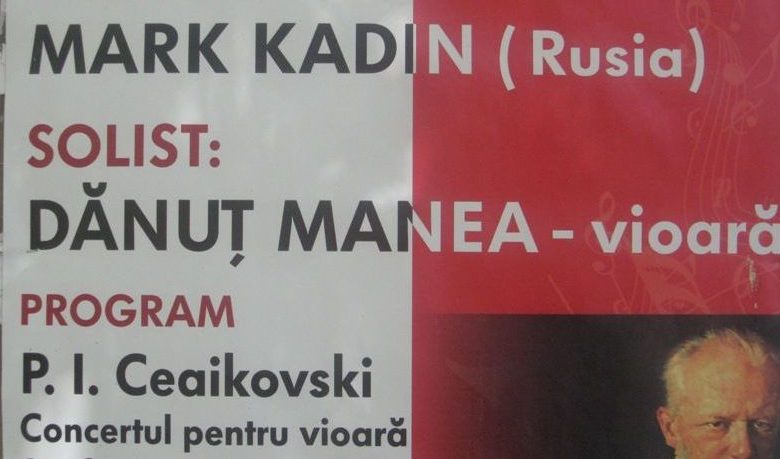 MARK KADIN (Rusia)
SOLIST:
DĂNUȚ MANEA - vioară
PROGRAM
P. I. Ceaikovski
Concertul pentru vioară